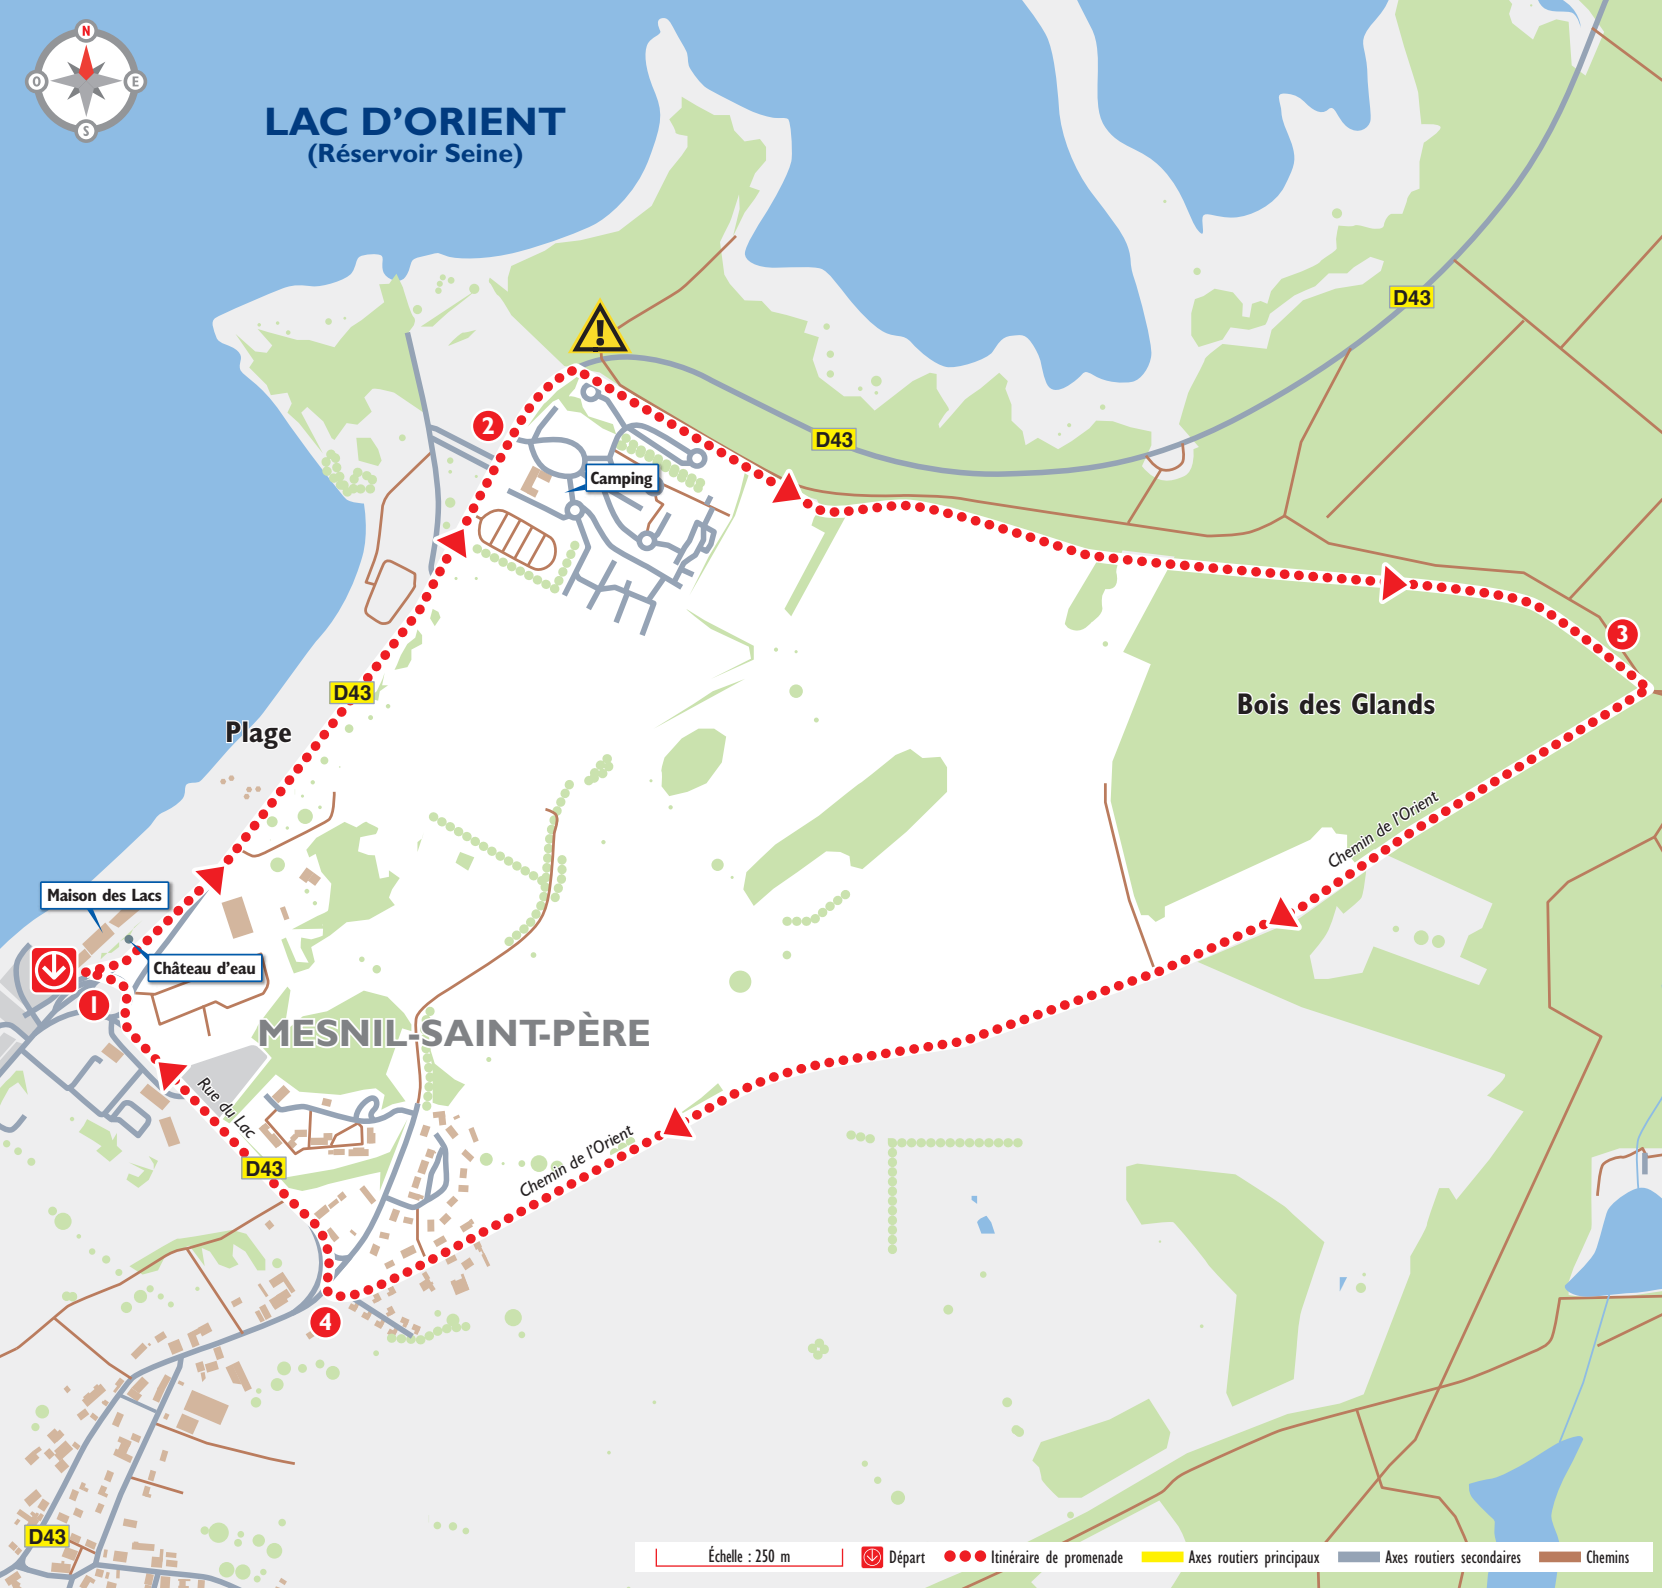 N
O
E
S
LAC D'ORIENT
(Réservoir Seine)
D43
2
D43
Camping
3
D43
Bois des Glands
Plage
Chemin de l'Orient
Maison des Lacs
Château d'eau
1
MESNIL-SAINT-PÈRE
Rue du Lac
Chemin de l'Orient
D43
4
D43
Échelle : 250 m
Départ
Itinéraire de promenade
Axes routiers principaux
Axes routiers secondaires
Chemins